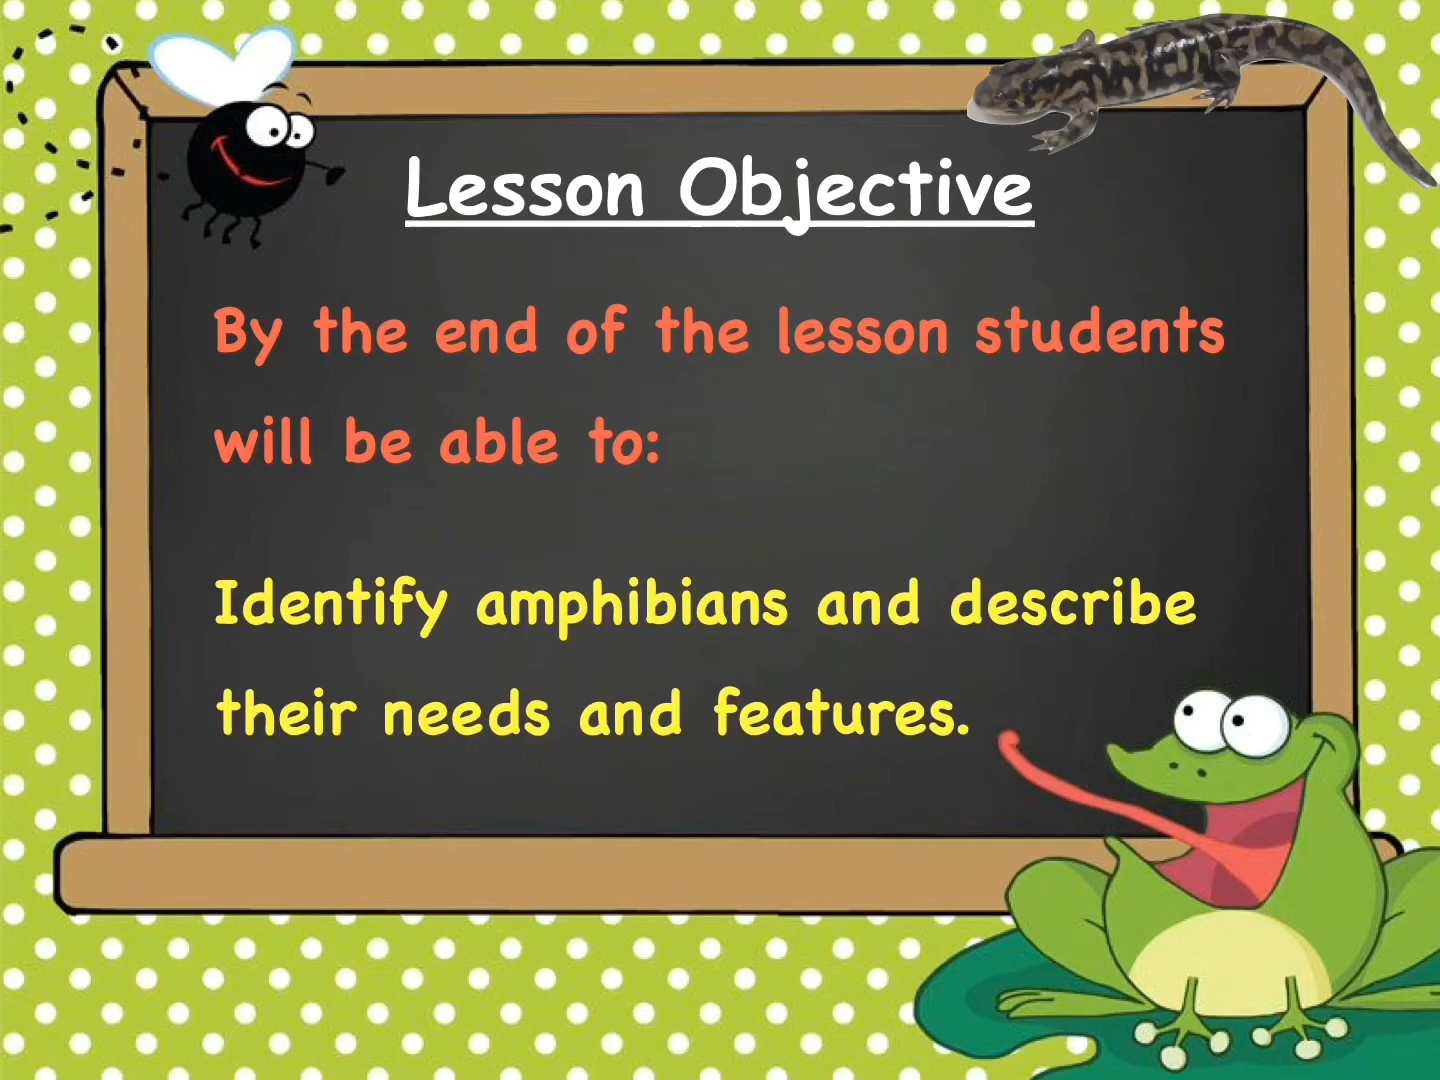 Lesson Objective
By the end of the lesson students
will be able to:
Identify amphibians and describe
their needs and features.